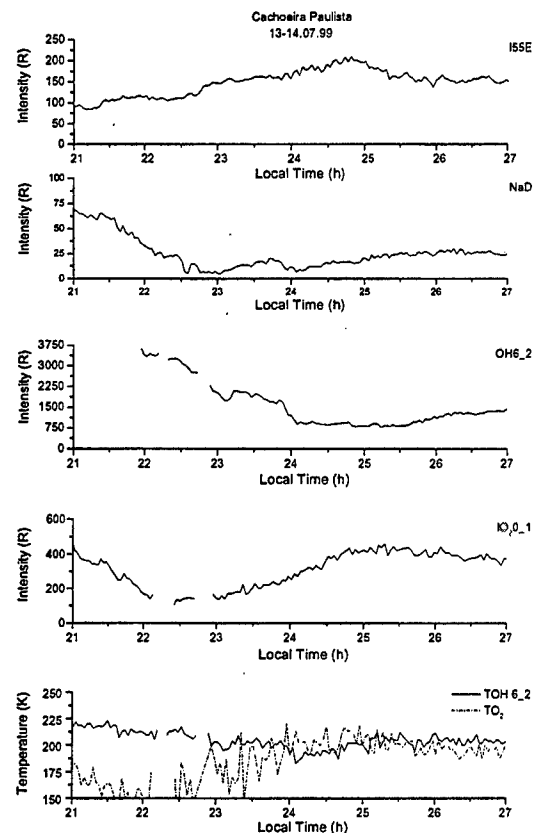 Cachoeira Paulista
13-14.07.99
I55E
Intensity (R)
250
200
150
100
50
0
21 22 23 24 25 26 27
Local Time (h)
NaD
Intensity (R)
100
75
50
25
0
21 22 23 24 25 26 27
Local Time (h)
OH6_2
Intensity (R)
3750
3000
2250
1500
750
0
21 22 23 24 25 26 27
Local Time (h)
IO₂0_1
Intensity (R)
600
400
200
0
21 22 23 24 25 26 27
Local Time (h)
TOH 6_2
TO₂
Temperature (K)
250
225
200
175
150
21 22 23 24 25 26 27
Local Time (h)